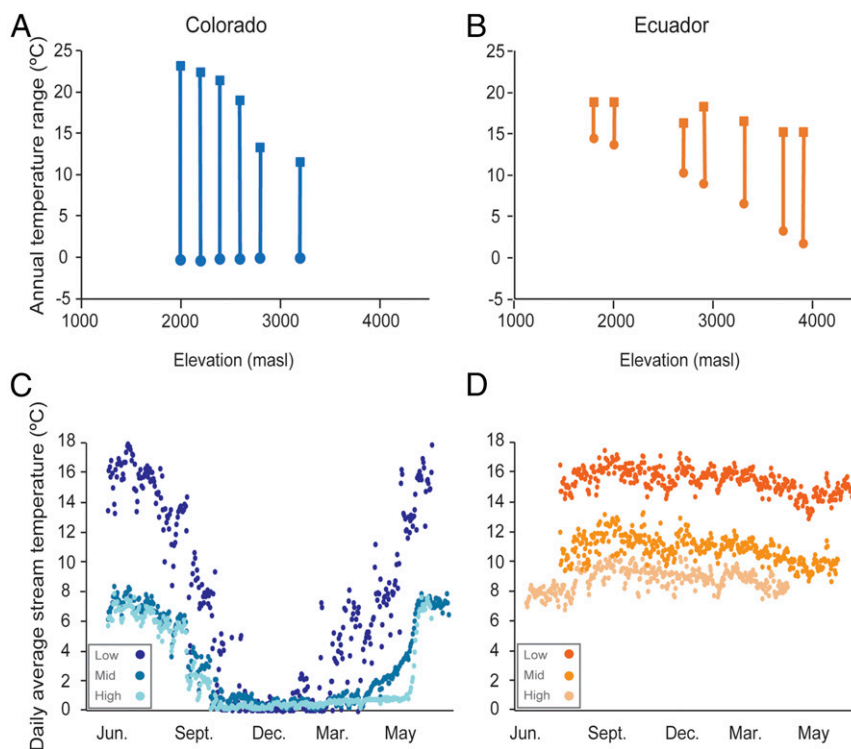 A
Colorado
Annual temperature range (ºC)
25
20
15
10
5
0
-5
1000
2000
3000
4000
Elevation (masl)
B
Ecuador
25
20
15
10
5
0
-5
1000
2000
3000
4000
Elevation (masl)
C
Daily average stream temperature (ºC)
18
16
14
12
10
8
6
4
2
0
Low
Mid
High
Jun.
Sept.
Dec.
Mar.
May
D
18
16
14
12
10
8
6
4
2
0
Low
Mid
High
Jun.
Sept.
Dec.
Mar.
May